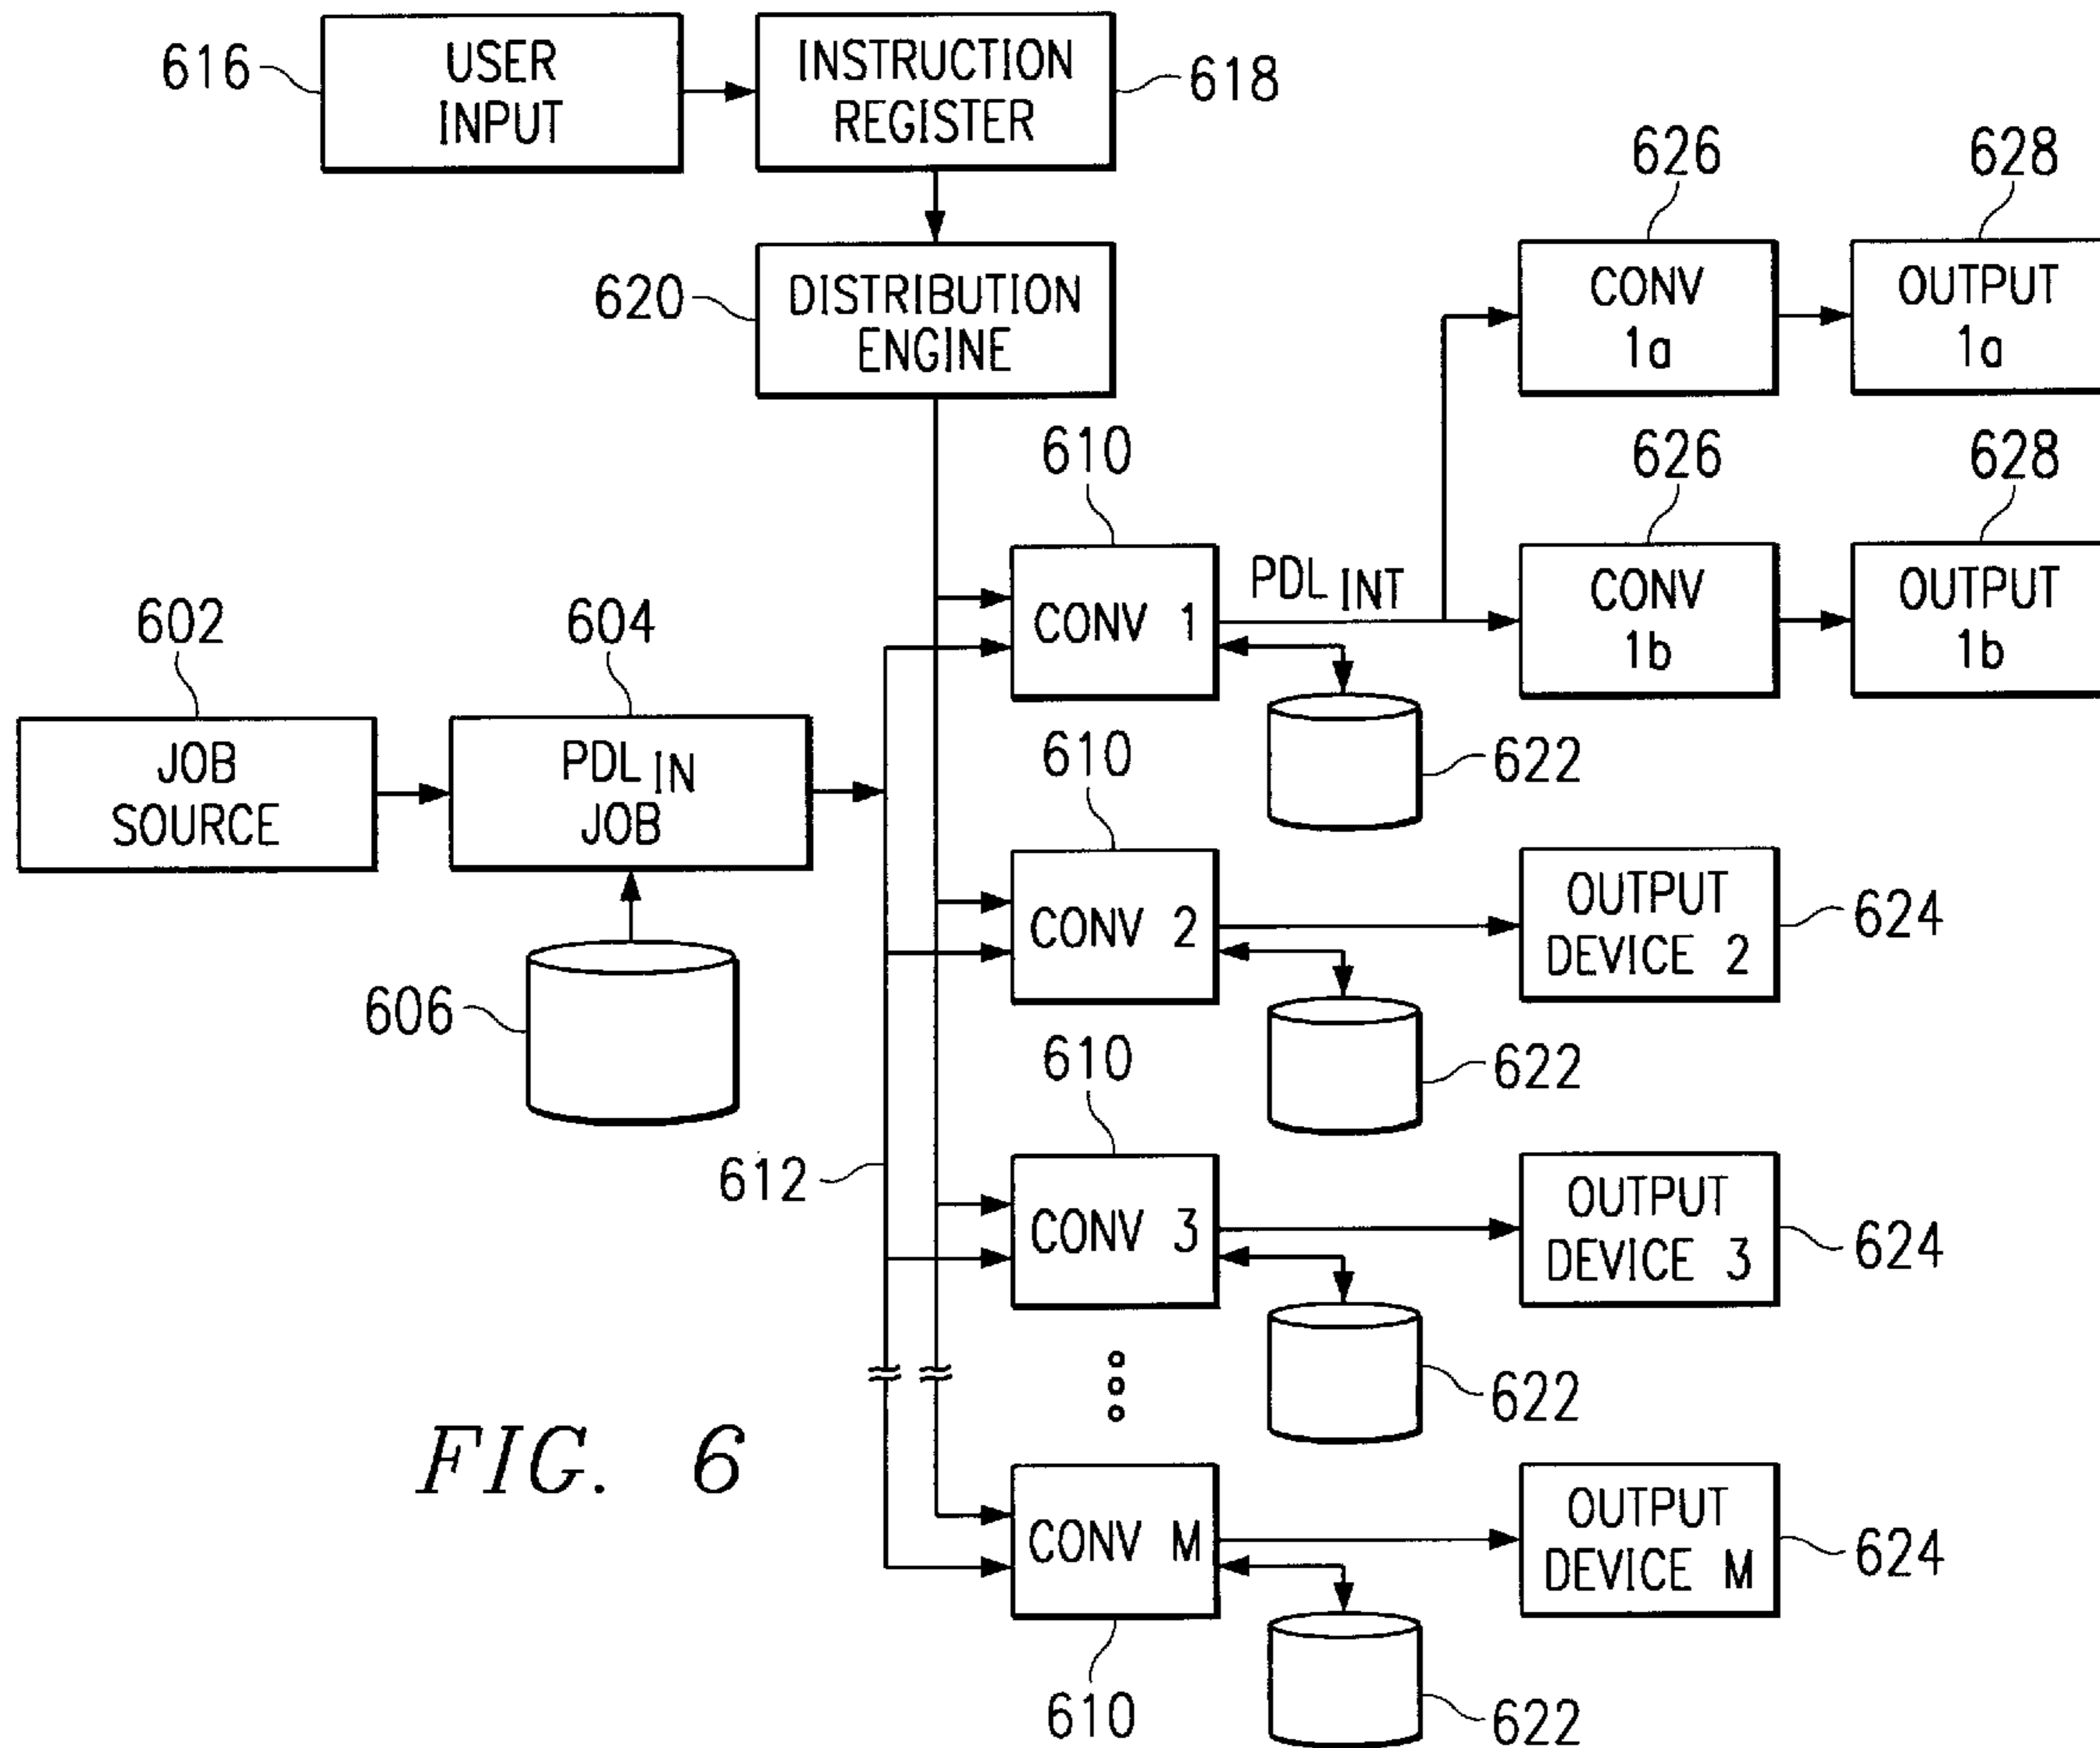 616
USER
INPUT
INSTRUCTION
REGISTER
618
620
DISTRIBUTION
ENGINE
626
CONV
1a
628
OUTPUT
1a
610
CONV 1
PDL INT
626
CONV
1b
628
OUTPUT
1b
602
JOB
SOURCE
604
PDL IN
JOB
606
612
622
610
CONV 2
OUTPUT
DEVICE 2
624
622
610
CONV 3
OUTPUT
DEVICE 3
624
622
CONV M
610
OUTPUT
DEVICE M
624
622
FIG. 6